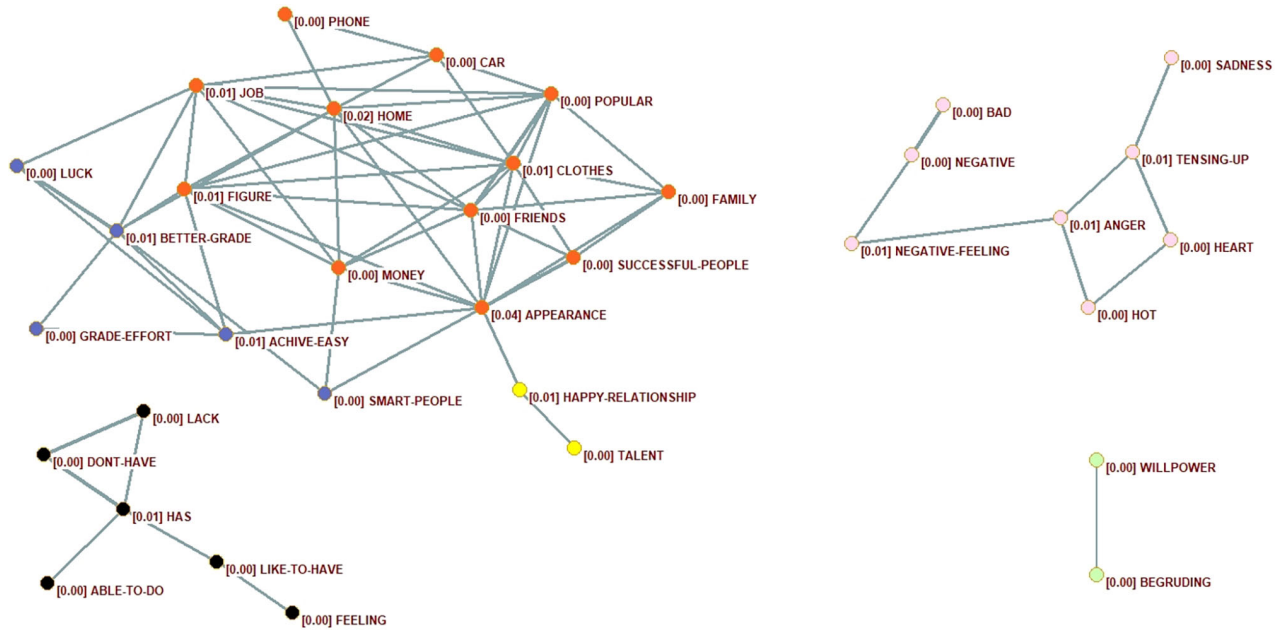 [0.00] PHONE
[0.00] CAR
[0.00] SADNESS
[0.01] JOB
[0.00] POPULAR
[0.02] HOME
[0.00] BAD
[0.00] NEGATIVE
[0.01] TENSING-UP
[0.00] LUCK
[0.01] CLOTHES
[0.01] FIGURE
[0.00] FAMILY
[0.00] FRIENDS
[0.01] ANGER
[0.01] BETTER-GRADE
[0.00] HEART
[0.01] NEGATIVE-FEELING
[0.00] SUCCESSFUL-PEOPLE
[0.00] MONEY
[0.04] APPEARANCE
[0.00] HOT
[0.00] GRADE-EFFORT
[0.01] ACHIVE-EASY
[0.01] HAPPY-RELATIONSHIP
[0.00] SMART-PEOPLE
[0.00] LACK
[0.00] TALENT
[0.00] DONT-HAVE
[0.00] WILLPOWER
[0.01] HAS
[0.00] LIKE-TO-HAVE
[0.00] BEGRUDING
[0.00] ABLE-TO-DO
[0.00] FEELING